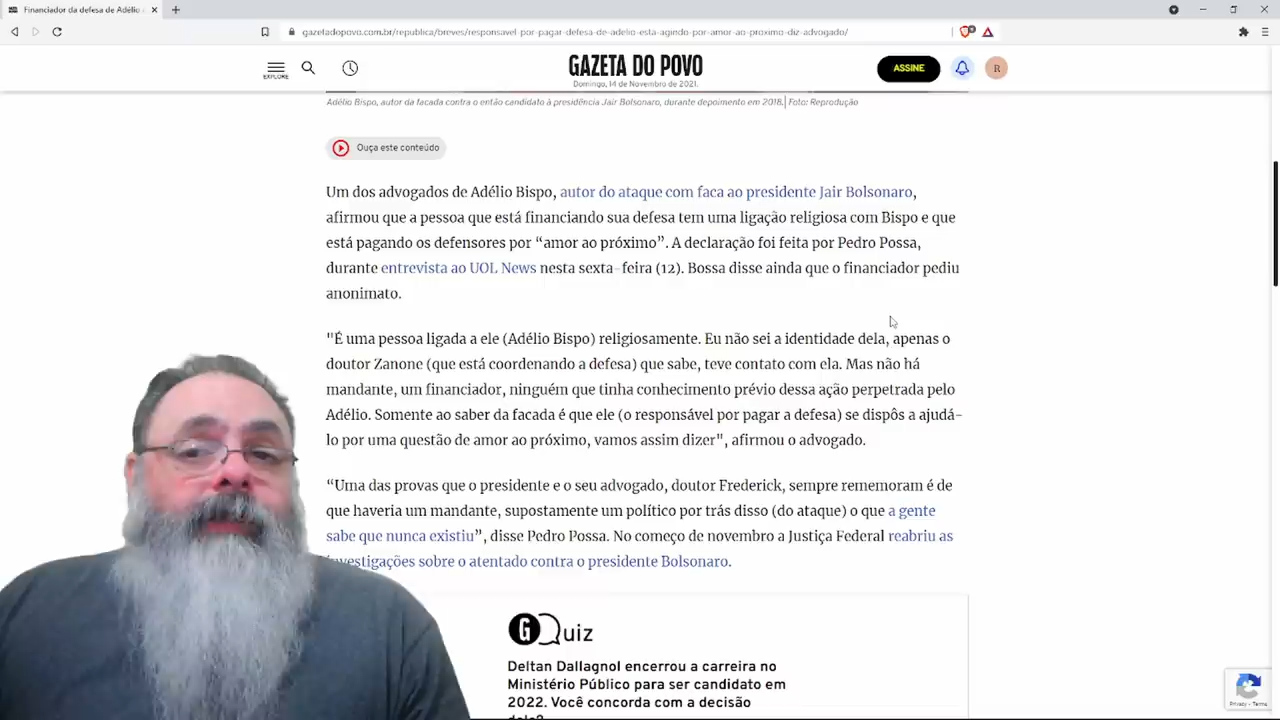 Financiador da defesa de Adélio
gazetadopovo.com.br/republica/breves/responsavel-por-pagar-defesa-de-adelio-esta-agindo-por-amor-ao-proximo-diz-advogado/
EXPLORE
GAZETA DO POVO
Domingo, 14 de Novembro de 2021.
ASSINE
R
Adélio Bispo, autor da facada contra o então candidato à presidência Jair Bolsonaro, durante depoimento em 2018.| Foto: Reprodução
Ouça este conteúdo
Um dos advogados de Adélio Bispo, autor do ataque com faca ao presidente Jair Bolsonaro,
afirmou que a pessoa que está financiando sua defesa tem uma ligação religiosa com Bispo e que
está pagando os defensores por “amor ao próximo”. A declaração foi feita por Pedro Possa,
durante entrevista ao UOL News nesta sexta-feira (12). Bossa disse ainda que o financiador pediu
anonimato.
"É uma pessoa ligada a ele (Adélio Bispo) religiosamente. Eu não sei a identidade dela, apenas o
doutor Zanone (que está coordenando a defesa) que sabe, teve contato com ela. Mas não há
mandante, um financiador, ninguém que tinha conhecimento prévio dessa ação perpetrada pelo
Adélio. Somente ao saber da facada é que ele (o responsável por pagar a defesa) se dispôs a ajudá-
lo por uma questão de amor ao próximo, vamos assim dizer", afirmou o advogado.
“Uma das provas que o presidente e o seu advogado, doutor Frederick, sempre rememoram é de
que haveria um mandante, supostamente um político por trás disso (do ataque) o que a gente
sabe que nunca existiu”, disse Pedro Possa. No começo de novembro a Justiça Federal reabriu as
investigações sobre o atentado contra o presidente Bolsonaro.
G Quiz
Deltan Dallagnol encerrou a carreira no
Ministério Público para ser candidato em
2022. Você concorda com a decisão
dele?
Privacy - Terms